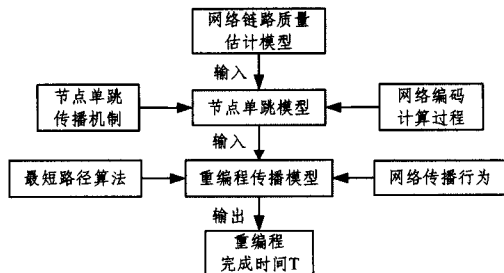 网络链路质量
估计模型
输入
节点单跳
传播机制
节点单跳模型
网络编码
计算过程
输入
最短路径算法
重编程传播模型
网络传播行为
输出
重编程
完成时间T